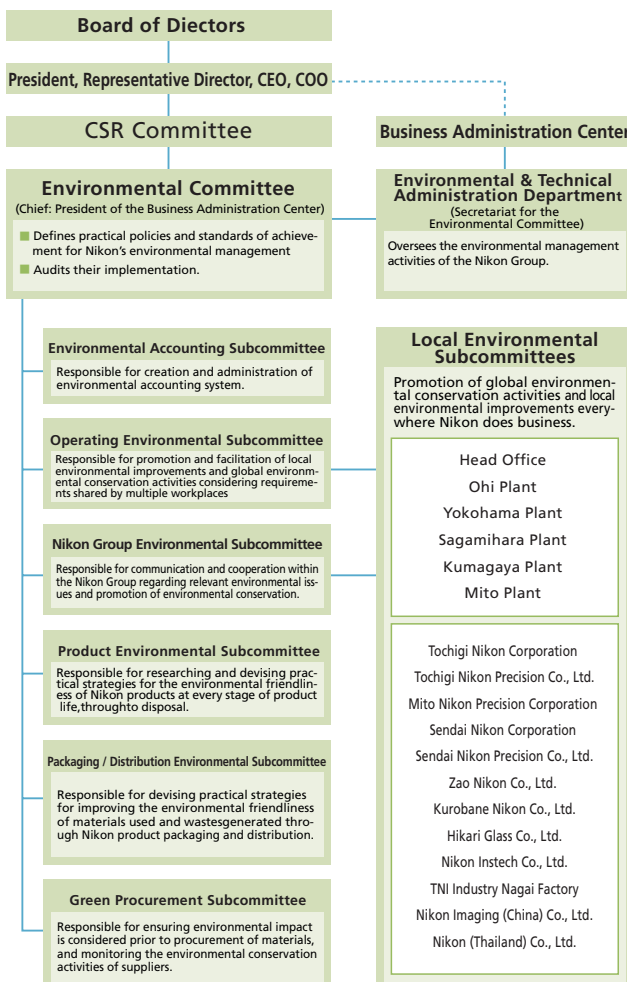 Board of Diectors
President, Representative Director, CEO, COO
CSR Committee
Business Administration Center
Environmental Committee
(Chief: President of the Business Administration Center)
Defines practical policies and standards of achieve-
ment for Nikon's environmental management
Audits their implementation.
Environmental & Technical
Administration Department
(Secretariat for the
Environmental Committee)
Oversees the environmental management
activities of the Nikon Group.
Environmental Accounting Subcommittee
Responsible for creation and administration of
environmental accounting system.
Operating Environmental Subcommittee
Responsible for promotion and facilitation of local
environmental improvements and global environm-
ental conservation activities considering requireme-
nts shared by multiple workplaces
Nikon Group Environmental Subcommittee
Responsible for communication and cooperation within
the Nikon Group regarding relevant environmental iss-
ues and promotion of environmental conservation.
Product Environmental Subcommittee
Responsible for researching and devising prac-
tical strategies for the environmental friendlin-
ess of Nikon products at every stage of product
life,throughto disposal.
Packaging / Distribution Environmental Subcommittee
Responsible for devising practical strategies
for improving the environmental friendliness
of materials used and wastesgenerated thro-
ugh Nikon product packaging and distribution.
Green Procurement Subcommittee
Responsible for ensuring environmental impact
is considered prior to procurement of materials,
and monitoring the environmental conservation
activities of suppliers.
Local Environmental
Subcommittees
Promotion of global environmen-
tal conservation activities and local
environmental improvements every-
where Nikon does business.
Head Office
Ohi Plant
Yokohama Plant
Sagamihara Plant
Kumagaya Plant
Mito Plant
Tochigi Nikon Corporation
Tochigi Nikon Precision Co., Ltd.
Mito Nikon Precision Corporation
Sendai Nikon Corporation
Sendai Nikon Precision Co., Ltd.
Zao Nikon Co., Ltd.
Kurobane Nikon Co., Ltd.
Hikari Glass Co., Ltd.
Nikon Instech Co., Ltd.
TNI Industry Nagai Factory
Nikon Imaging (China) Co., Ltd.
Nikon (Thailand) Co., Ltd.